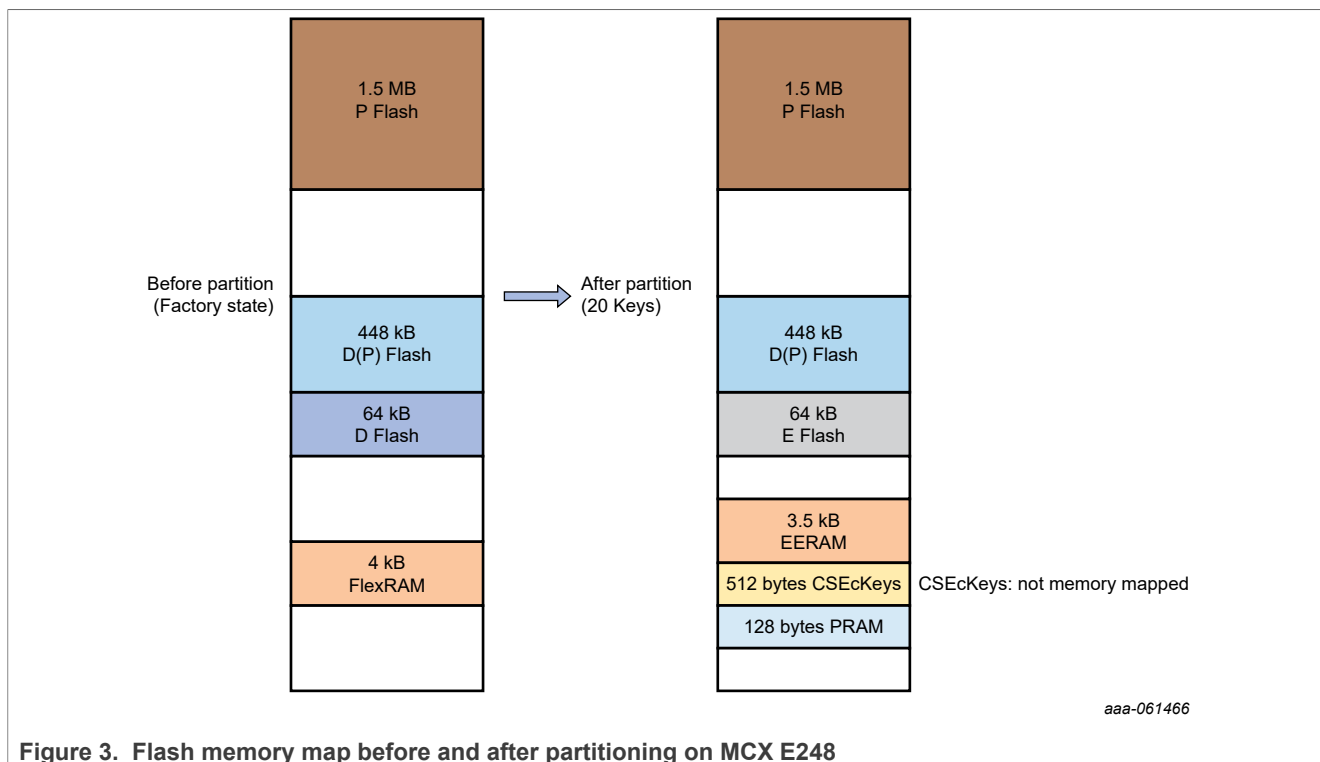 1.5 MB
P Flash
1.5 MB
P Flash
Before partition
(Factory state)
After partition
(20 Keys)
448 kB
D(P) Flash
448 kB
D(P) Flash
64 kB
D Flash
64 kB
E Flash
3.5 kB
EERAM
4 kB
FlexRAM
512 bytes CSEcKeys
CSEcKeys: not memory mapped
128 bytes PRAM
aaa-061466
Figure 3. Flash memory map before and after partitioning on MCX E248